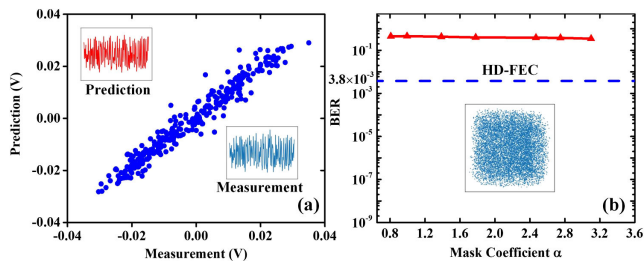 0.04
0.02
0.00
-0.02
-0.04
-0.04 -0.02 0.00 0.02 0.04
Prediction (V)
Measurement (V)
Prediction
Measurement
(a)
10⁻¹
3.8×10⁻³
10⁻⁵
10⁻⁷
10⁻⁹
BER
HD-FEC
(b)
0.8 1.2 1.6 2.0 2.4 2.8 3.2 3.6
Mask Coefficient α